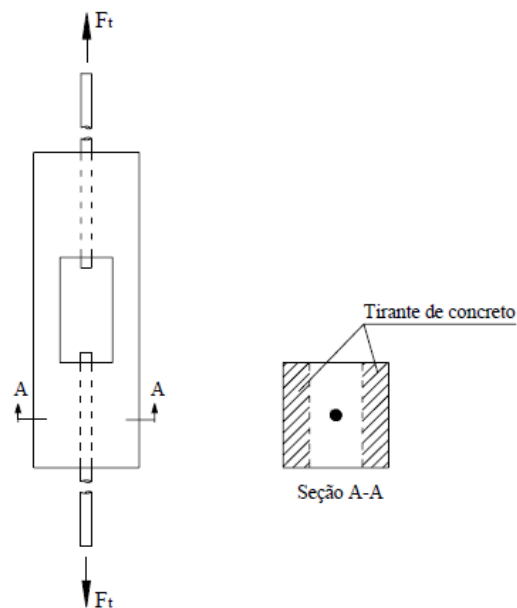 Ft
Tirante de concreto
A A
Seção A-A
Ft